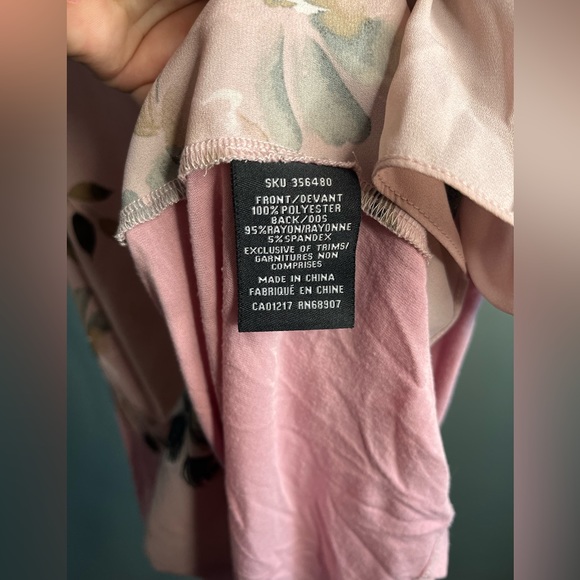 SKU 356480
FRONT/DEVANT
100% POLYESTER
BACK/DOS
95%RAYON/RAYONNE
5%SPANDEX
EXCLUSIVE OF TRIMS/
GARNITURES NON
COMPRISES
MADE IN CHINA
FABRIQUÉ EN CHINE
CA01217 RN68907